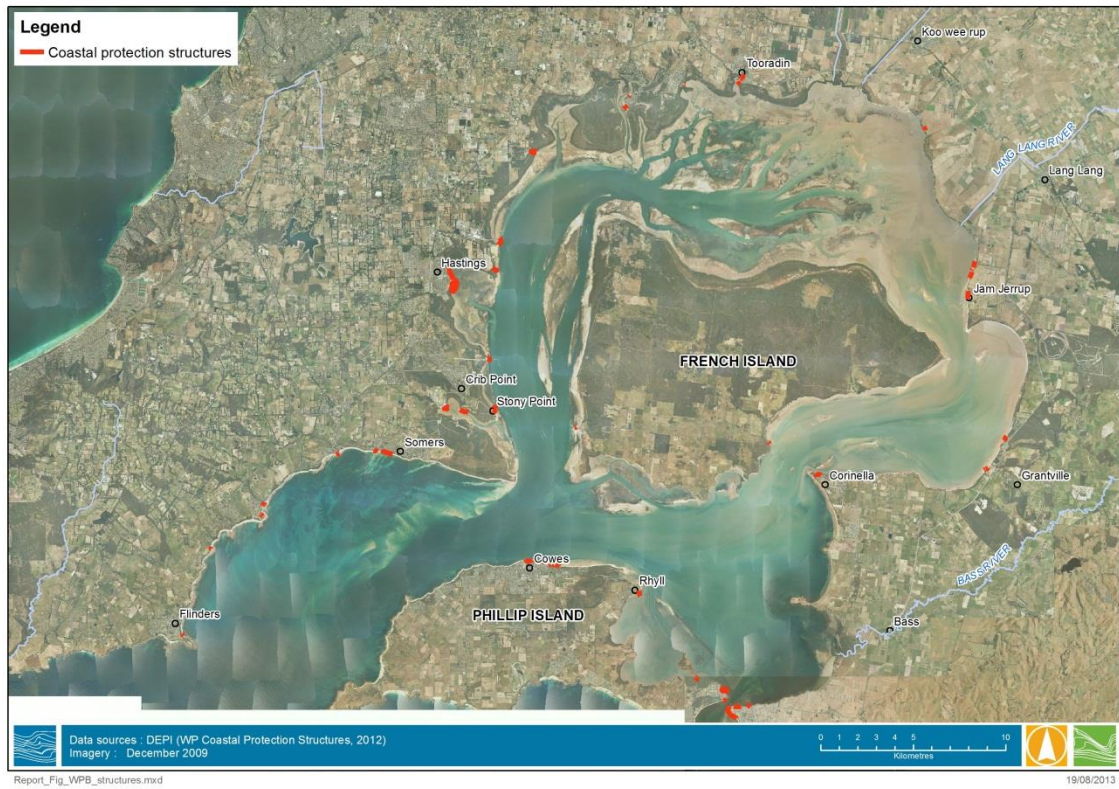 Legend
Coastal protection structures
Koo wee rup
Tooradin
LANG LANG RIVER
Lang Lang
Hastings
Jam Jerrup
FRENCH ISLAND
Crib Point
Stony Point
Somers
Corinella
Grantville
BASS RIVER
Cowes
Rhyll
PHILLIP ISLAND
Flinders
Bass
Data sources : DEPI (WP Coastal Protection Structures, 2012)
Imagery : December 2009
0 1 2 3 4 5 10
Kilometres
Report_Fig_WPB_structures.mxd
19/08/2013